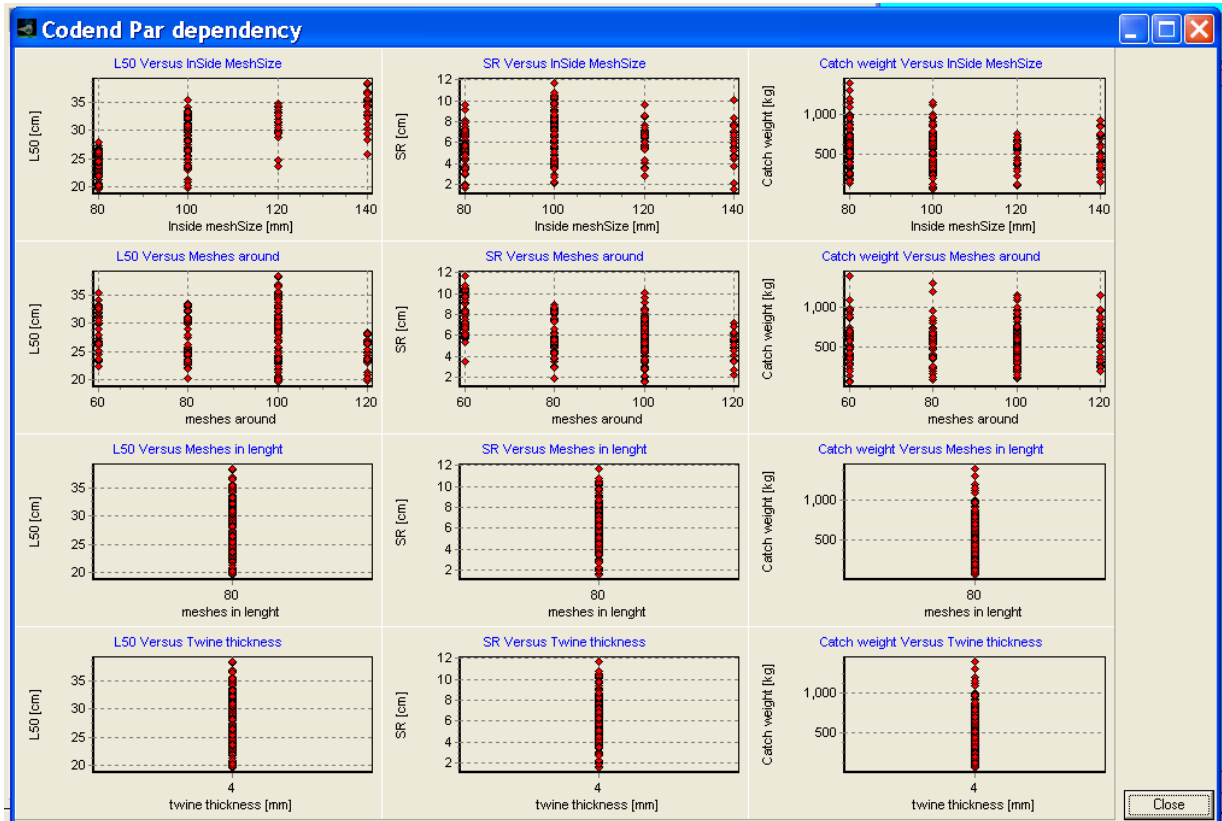 Codend Par dependency
L50 Versus InSide MeshSize
L50 [cm]
35
30
25
20
80 100 120 140
Inside meshSize [mm]
SR Versus InSide MeshSize
SR [cm]
12
10
8
6
4
2
80 100 120 140
Inside meshSize [mm]
Catch weight Versus InSide MeshSize
Catch weight [kg]
1,000
500
80 100 120 140
Inside meshSize [mm]
L50 Versus Meshes around
L50 [cm]
35
30
25
20
60 80 100 120
meshes around
SR Versus Meshes around
SR [cm]
12
10
8
6
4
2
60 80 100 120
meshes around
Catch weight Versus Meshes around
Catch weight [kg]
1,000
500
60 80 100 120
meshes around
L50 Versus Meshes in lenght
L50 [cm]
35
30
25
20
80
meshes in lenght
SR Versus Meshes in lenght
SR [cm]
12
10
8
6
4
2
80
meshes in lenght
Catch weight Versus Meshes in lenght
Catch weight [kg]
1,000
500
80
meshes in lenght
L50 Versus Twine thickness
L50 [cm]
35
30
25
20
4
twine thickness [mm]
SR Versus Twine thickness
SR [cm]
12
10
8
6
4
2
4
twine thickness [mm]
Catch weight Versus Twine thickness
Catch weight [kg]
1,000
500
4
twine thickness [mm]
Close